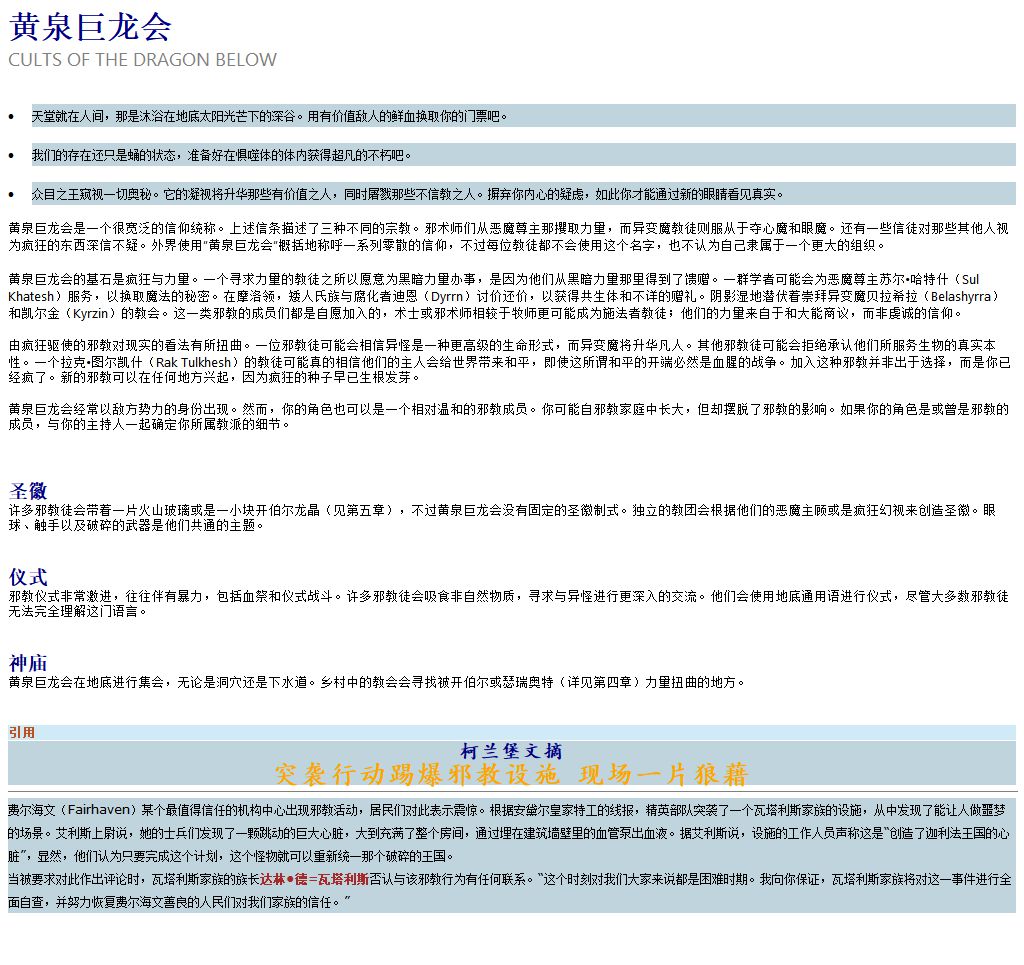 黄泉巨龙会
CULTS OF THE DRAGON BELOW
• 天堂就在人间，那是沐浴在地底太阳光芒下的深谷。用有价值敌人的鲜血换取你的门票吧。
• 我们的存在还只是蛹的状态，准备好在惧噬体的体内获得超凡的不朽吧。
• 众目之王窥视一切奥秘。它的凝视将升华那些有价值之人，同时屠戮那些不信教之人。摒弃你内心的疑虑，如此你才能通过新的眼睛看见真实。
黄泉巨龙会是一个很宽泛的信仰统称。上述信条描述了三种不同的宗教。邪术师们从恶魔尊主那攫取力量，而异变魔教徒则服从于夺心魔和眼魔。还有一些信徒对那些其他人视
为疯狂的东西深信不疑。外界使用"黄泉巨龙会"概括地称呼一系列零散的信仰，不过每位教徒都不会使用这个名字，也不认为自己隶属于一个更大的组织。
黄泉巨龙会的基石是疯狂与力量。一个寻求力量的教徒之所以愿意为黑暗力量办事，是因为他们从黑暗力量那里得到了馈赠。一群学者可能会为恶魔尊主苏尔•哈特什（Sul
Khatesh）服务，以换取魔法的秘密。在摩洛领，矮人氏族与腐化者迪恩（Dyrrn）讨价还价，以获得共生体和不详的赠礼。阴影湿地潜伏着崇拜异变魔贝拉希拉（Belashyrra）
和凯尔金（Kyrzin）的教会。这一类邪教的成员们都是自愿加入的，术士或邪术师相较于牧师更可能成为施法者教徒；他们的力量来自于和大能商议，而非虔诚的信仰。
由疯狂驱使的邪教对现实的看法有所扭曲。一位邪教徒可能会相信异怪是一种更高级的生命形式，而异变魔将升华凡人。其他邪教徒可能会拒绝承认他们所服务生物的真实本
性。一个拉克•图尔凯什（Rak Tulkhesh）的教徒可能真的相信他们的主人会给世界带来和平，即使这所谓和平的开端必然是血腥的战争。加入这种邪教并非出于选择，而是你已
经疯了。新的邪教可以在任何地方兴起，因为疯狂的种子早已生根发芽。
黄泉巨龙会经常以敌方势力的身份出现。然而，你的角色也可以是一个相对温和的邪教成员。你可能自邪教家庭中长大，但却摆脱了邪教的影响。如果你的角色是或曾是邪教的
成员，与你的主持人一起确定你所属教派的细节。
圣徽
许多邪教徒会带着一片火山玻璃或是一小块开伯尔龙晶（见第五章），不过黄泉巨龙会没有固定的圣徽制式。独立的教团会根据他们的恶魔主顾或是疯狂幻视来创造圣徽。眼
球、触手以及破碎的武器是他们共通的主题。
仪式
邪教仪式非常激进，往往伴有暴力，包括血祭和仪式战斗。许多邪教徒会吸食非自然物质，寻求与异怪进行更深入的交流。他们会使用地底通用语进行仪式，尽管大多数邪教徒
无法完全理解这门语言。
神庙
黄泉巨龙会在地底进行集会，无论是洞穴还是下水道。乡村中的教会会寻找被开伯尔或瑟瑞奥特（详见第四章）力量扭曲的地方。
引用
柯兰堡文摘
突袭行动踢爆邪教设施 现场一片狼藉
费尔海文（Fairhaven）某个最值得信任的机构中心出现邪教活动，居民们对此表示震惊。根据安黛尔皇家特工的线报，精英部队突袭了一个瓦塔利斯家族的设施，从中发现了能让人做噩梦
的场景。艾利斯上尉说，她的士兵们发现了一颗跳动的巨大心脏，大到充满了整个房间，通过埋在建筑墙壁里的血管泵出血液。据艾利斯说，设施的工作人员声称这是"创造了迦利法王国的心
脏"，显然，他们认为只要完成这个计划，这个怪物就可以重新统一那个破碎的王国。
当被要求对此作出评论时，瓦塔利斯家族的族长达林•德=瓦塔利斯否认与该邪教行为有任何联系。"这个时刻对我们大家来说都是困难时期。我向你保证，瓦塔利斯家族将对这一事件进行全
面自查，并努力恢复费尔海文善良的人民们对我们家族的信任。"